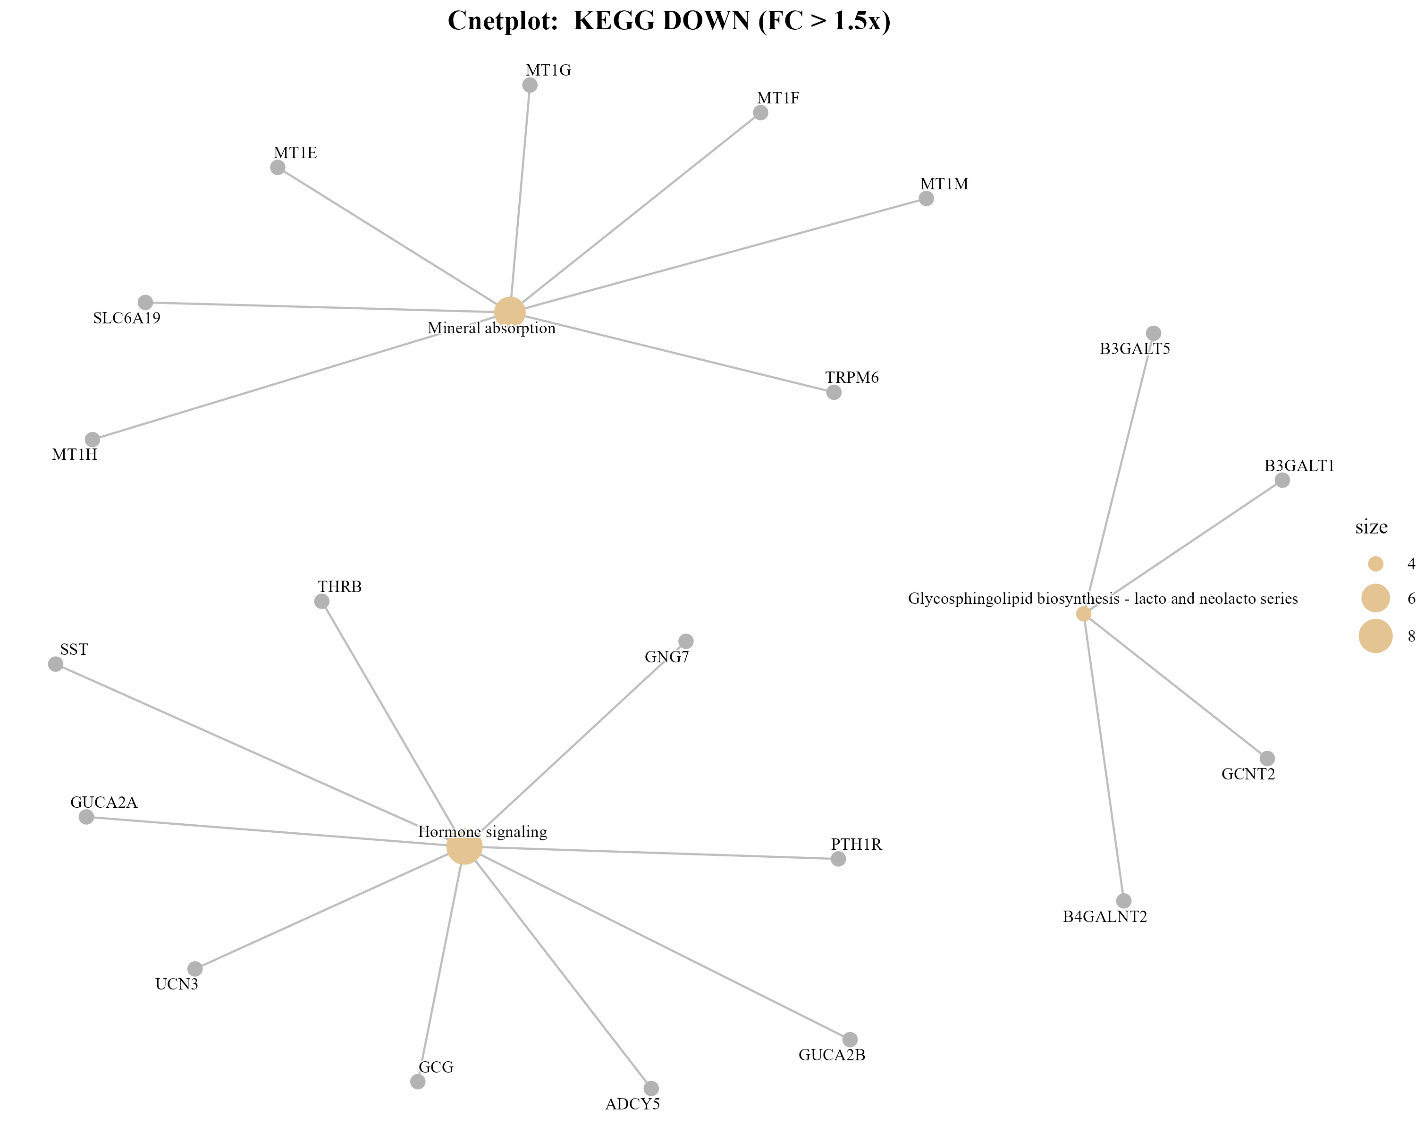 Cnetplot:  KEGG DOWN (FC > 1.5x)
MT1G
MT1F
MT1E
MT1M
SLC6A19
Mineral absorption
TRPM6
MT1H
B3GALT5
B3GALT1
Glycosphingolipid biosynthesis - lacto and neolacto series
GCNT2
B4GALNT2
size
4
6
8
THRB
SST
GNG7
GUCA2A
Hormone signaling
PTH1R
UCN3
GCG
ADCY5
GUCA2B